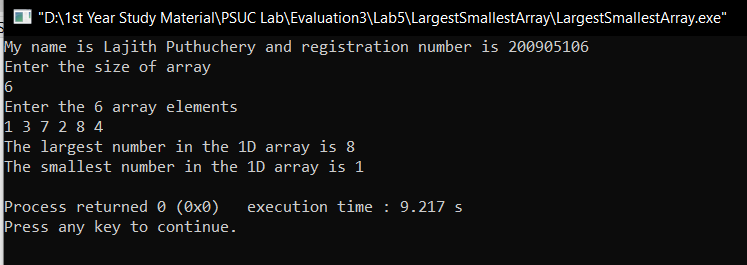 "D:\1st Year Study Material\PSUC Lab\Evaluation3\Lab5\LargestSmallestArray\LargestSmallestArray.exe"
My name is Lajith Puthuchery and registration number is 200905106
Enter the size of array
6
Enter the 6 array elements
1 3 7 2 8 4
The largest number in the 1D array is 8
The smallest number in the 1D array is 1
Process returned 0 (0x0)   execution time : 9.217 s
Press any key to continue.